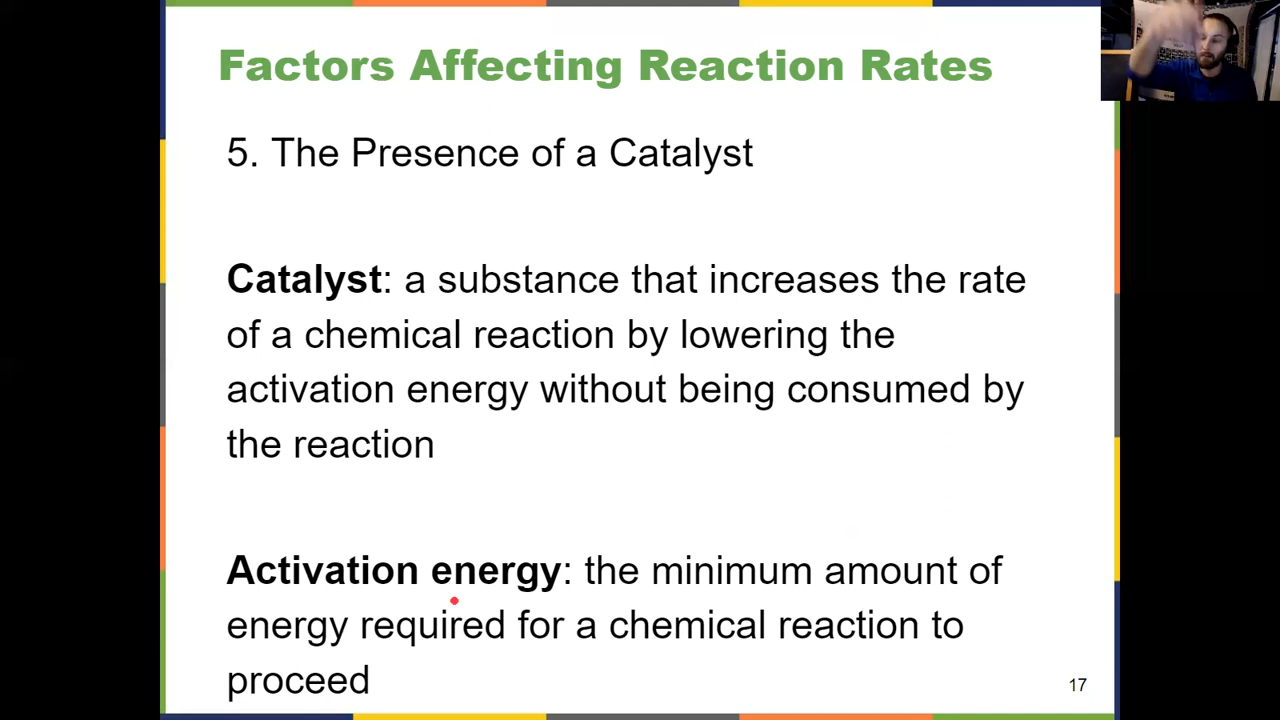 Factors Affecting Reaction Rates
5. The Presence of a Catalyst
Catalyst: a substance that increases the rate
of a chemical reaction by lowering the
activation energy without being consumed by
the reaction
Activation energy: the minimum amount of
energy required for a chemical reaction to
proceed
17